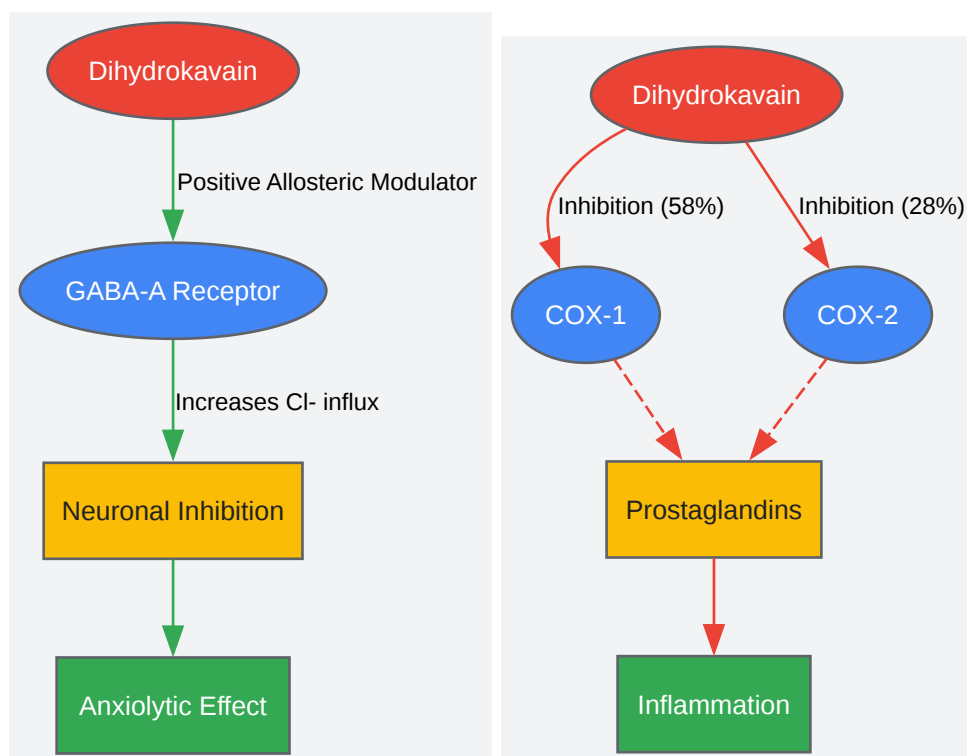 Dihydrokavain
Positive Allosteric Modulator
GABA-A Receptor
Increases Cl- influx
Neuronal Inhibition
Anxiolytic Effect
Dihydrokavain
Inhibition (58%)
Inhibition (28%)
COX-1
COX-2
Prostaglandins
Inflammation